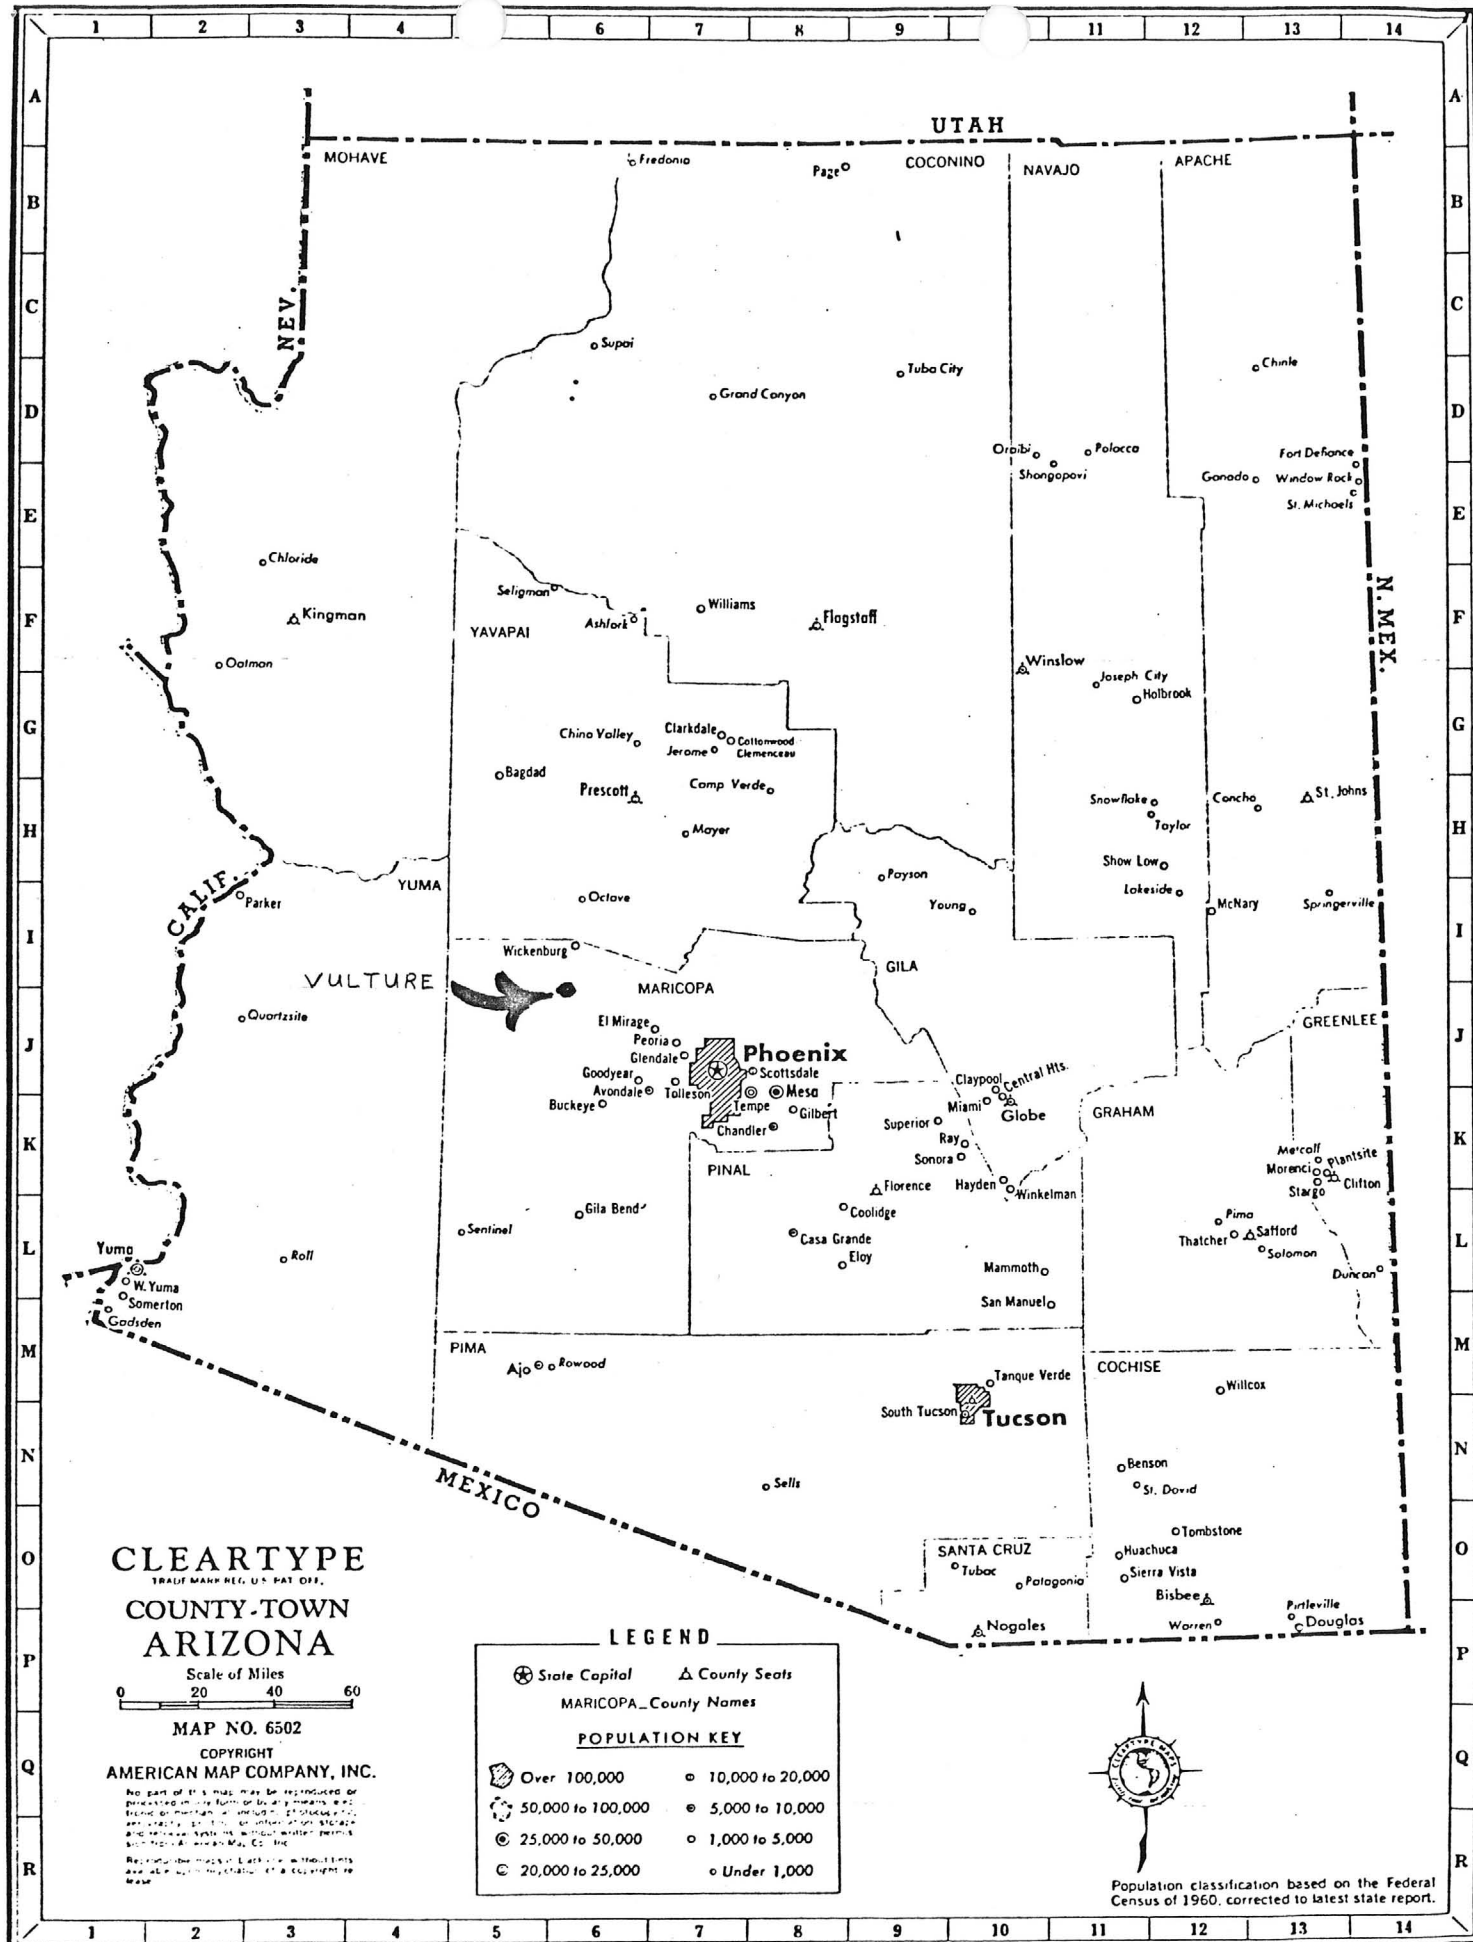 1 2 3 4 6 7 8 9 11 12 13 14
A A
UTAH
MOHAVE Fredonia Page COCONINO NAVAJO APACHE
B B
C NEV. C
Supai
Tuba City Chinle
D Grand Canyon D
Oraibi Polacca Fort Defiance
Shongopovi Ganado Window Rock
E St. Michaels E
Chloride
Seligman Williams
F Kingman Ashfork Flagstaff F
YAVAPAI N. MEX.
Oatman Winslow
Joseph City
Holbrook
G Chino Valley Clarkdale Cottonwood G
Jerome Clemenceau
Bagdad
Prescott Camp Verde Snowflake Concho St. Johns
H Mayer Taylor H
Show Low
CALIF. YUMA Payson
Parker Octave Young Lakeside McNary Springerville
I I
Wickenburg
VULTURE MARICOPA GILA
Quartzsite El Mirage GREENLEE
J Peoria J
Glendale Phoenix
Goodyear Scottsdale Claypool Central Hts.
Avondale Tolleson Mesa
Buckeye Tempe Gilbert Miami Globe GRAHAM
Chandler Superior
K Ray K
PINAL Sonora Metcalf
Morenci Plantsite
Florence Hayden Winkelman Stargo Clifton
Gila Bend Coolidge
Sentinel Pima
L Yuma Roll Casa Grande Thatcher Safford L
Eloy Solomon
W. Yuma Mammoth Duncan
Somerton San Manuel
Gadsden
M PIMA M
Ajo Rowood COCHISE
Tanque Verde Willcox
South Tucson Tucson
N N
MEXICO Benson
Sells St. David
Tombstone
O SANTA CRUZ Huachuca O
Tubac Sierra Vista
Patagonia Bisbee
Pirtleville
Nogales Warren Douglas
P P
CLEARTYPE
TRADE MARK REG. U.S. PAT. OFF.
COUNTY-TOWN
ARIZONA
Scale of Miles
0 20 40 60
MAP NO. 6502
COPYRIGHT
AMERICAN MAP COMPANY, INC.
LEGEND
State Capital County Seats
MARICOPA_County Names
POPULATION KEY
Over 100,000 10,000 to 20,000
50,000 to 100,000 5,000 to 10,000
25,000 to 50,000 1,000 to 5,000
20,000 to 25,000 Under 1,000
CLEARTYPE MAPS
Q Q
R R
Population classification based on the Federal
Census of 1960, corrected to latest state report.
1 2 3 4 5 6 7 8 9 10 11 12 13 14